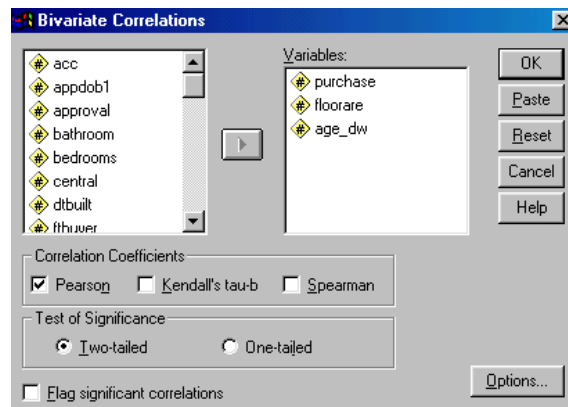 Bivariate Correlations
acc
appdob1
approval
bathroom
bedrooms
central
dtbuilt
fthuver
Variables:
purchase
floorare
age_dw
OK
Paste
Reset
Cancel
Help
Correlation Coefficients
Pearson Kendall's tau-b Spearman
Test of Significance
Two-tailed One-tailed
Flag significant correlations
Options...